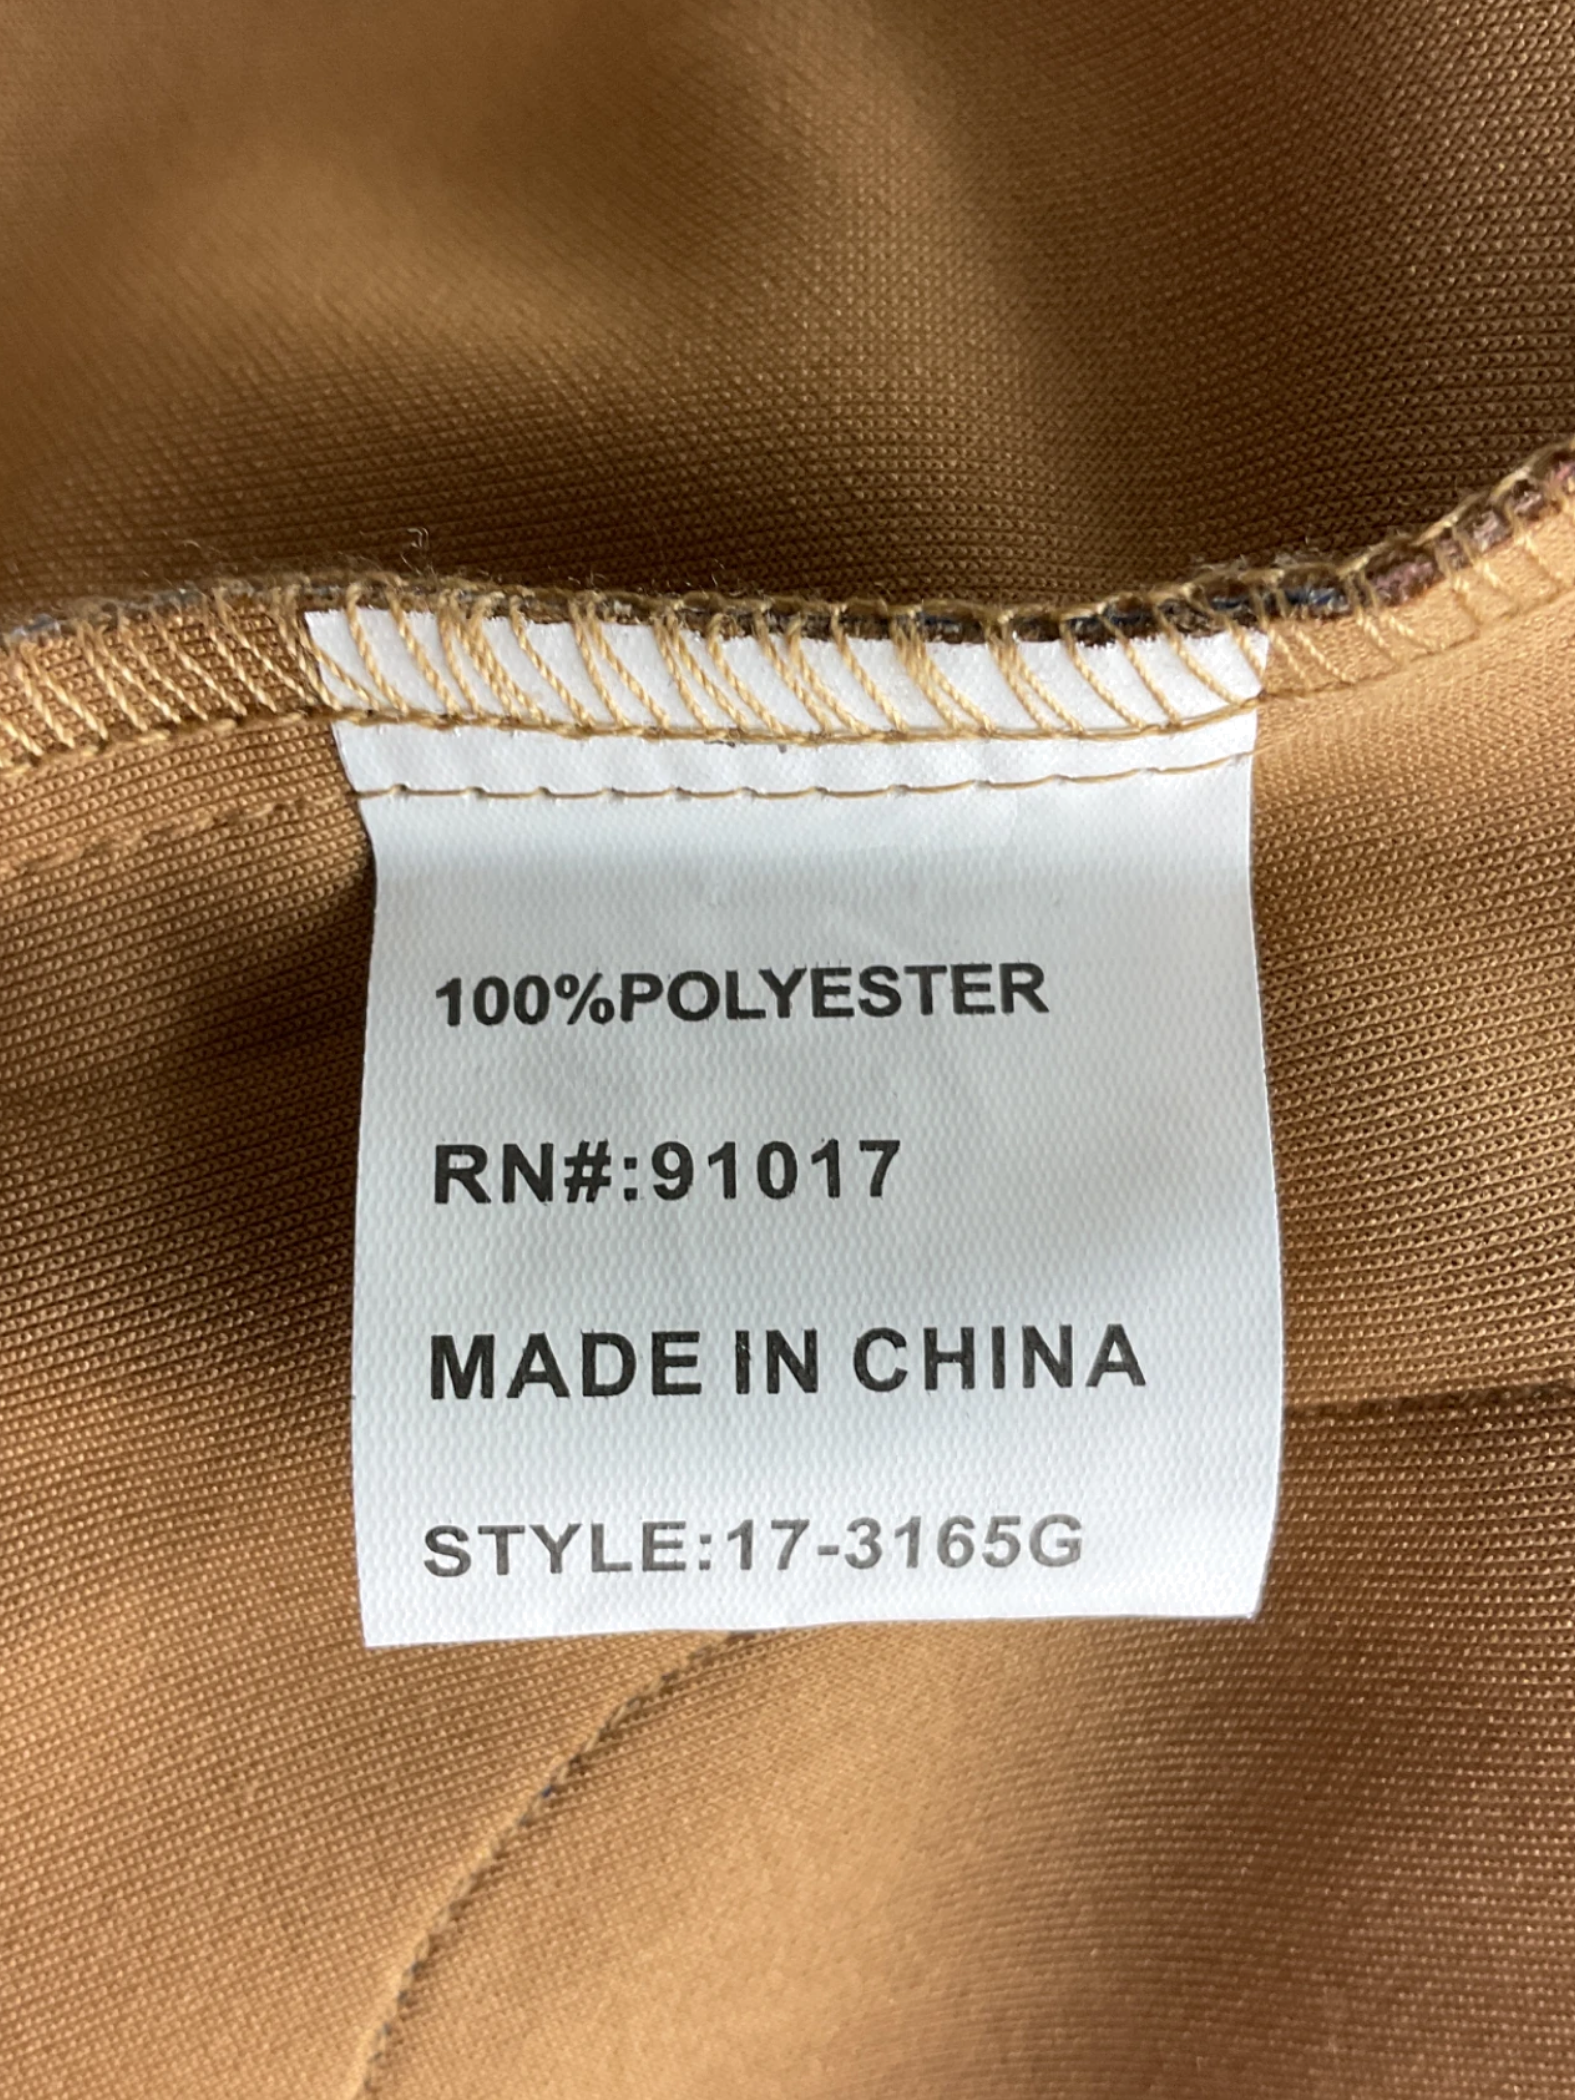 100%POLYESTER
RN#:91017
MADE IN CHINA
STYLE:17-3165G